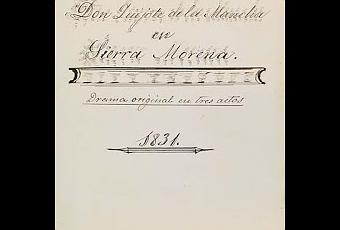 Don Quijote de la Mancha
en
Sierra Morena.
Drama original en tres actos
1831.